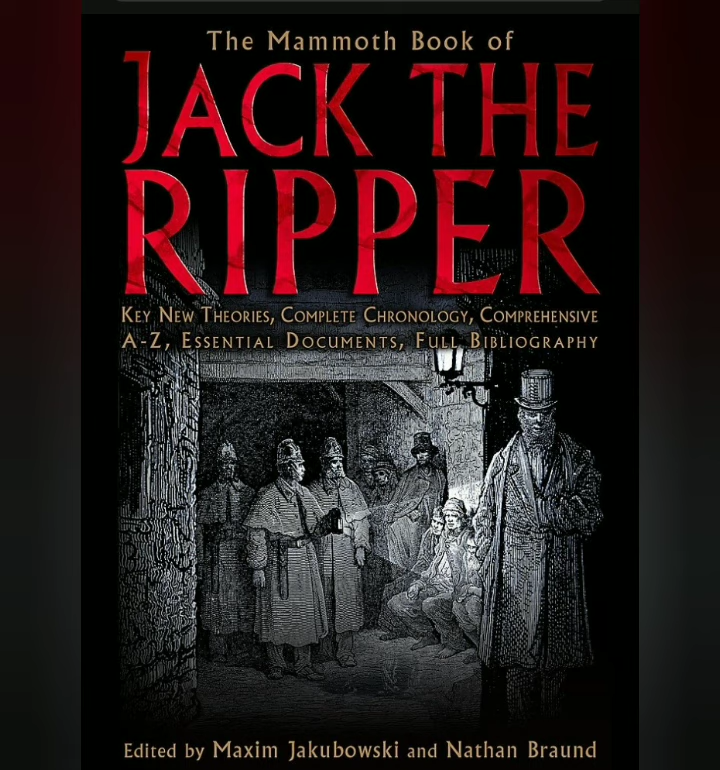 The Mammoth Book of
JACK THE
RIPPER
KEY NEW THEORIES, COMPLETE CHRONOLOGY, COMPREHENSIVE
A-Z, ESSENTIAL DOCUMENTS, FULL BIBLIOGRAPHY
Edited by Maxim Jakubowski and Nathan Braund